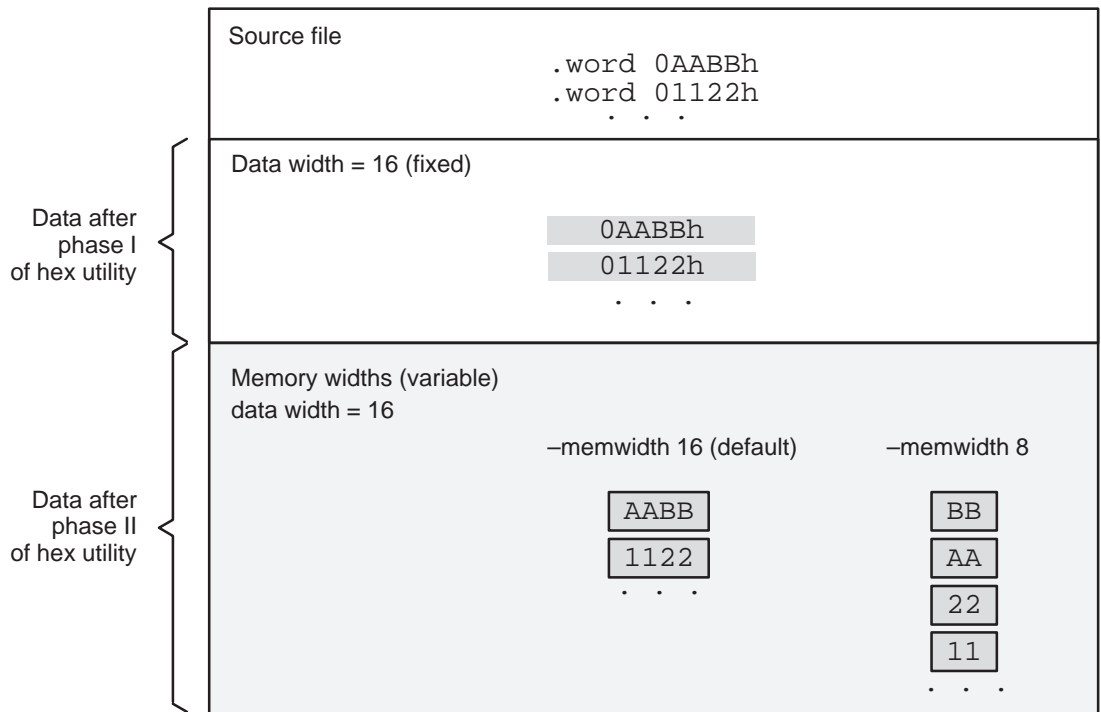 Source file
.word 0AABBh
.word 01122h
. . .
Data width = 16 (fixed)
Data after
phase I
of hex utility
0AABBh
01122h
. . .
Memory widths (variable)
data width = 16
–memwidth 16 (default)
–memwidth 8
Data after
phase II
of hex utility
AABB
1122
. . .
BB
AA
22
11
. . .